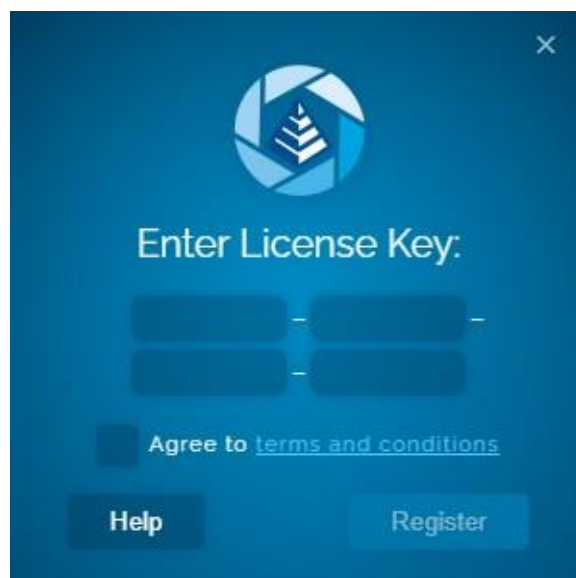 ×
Enter License Key:
– –
–
Agree to terms and conditions
Help Register